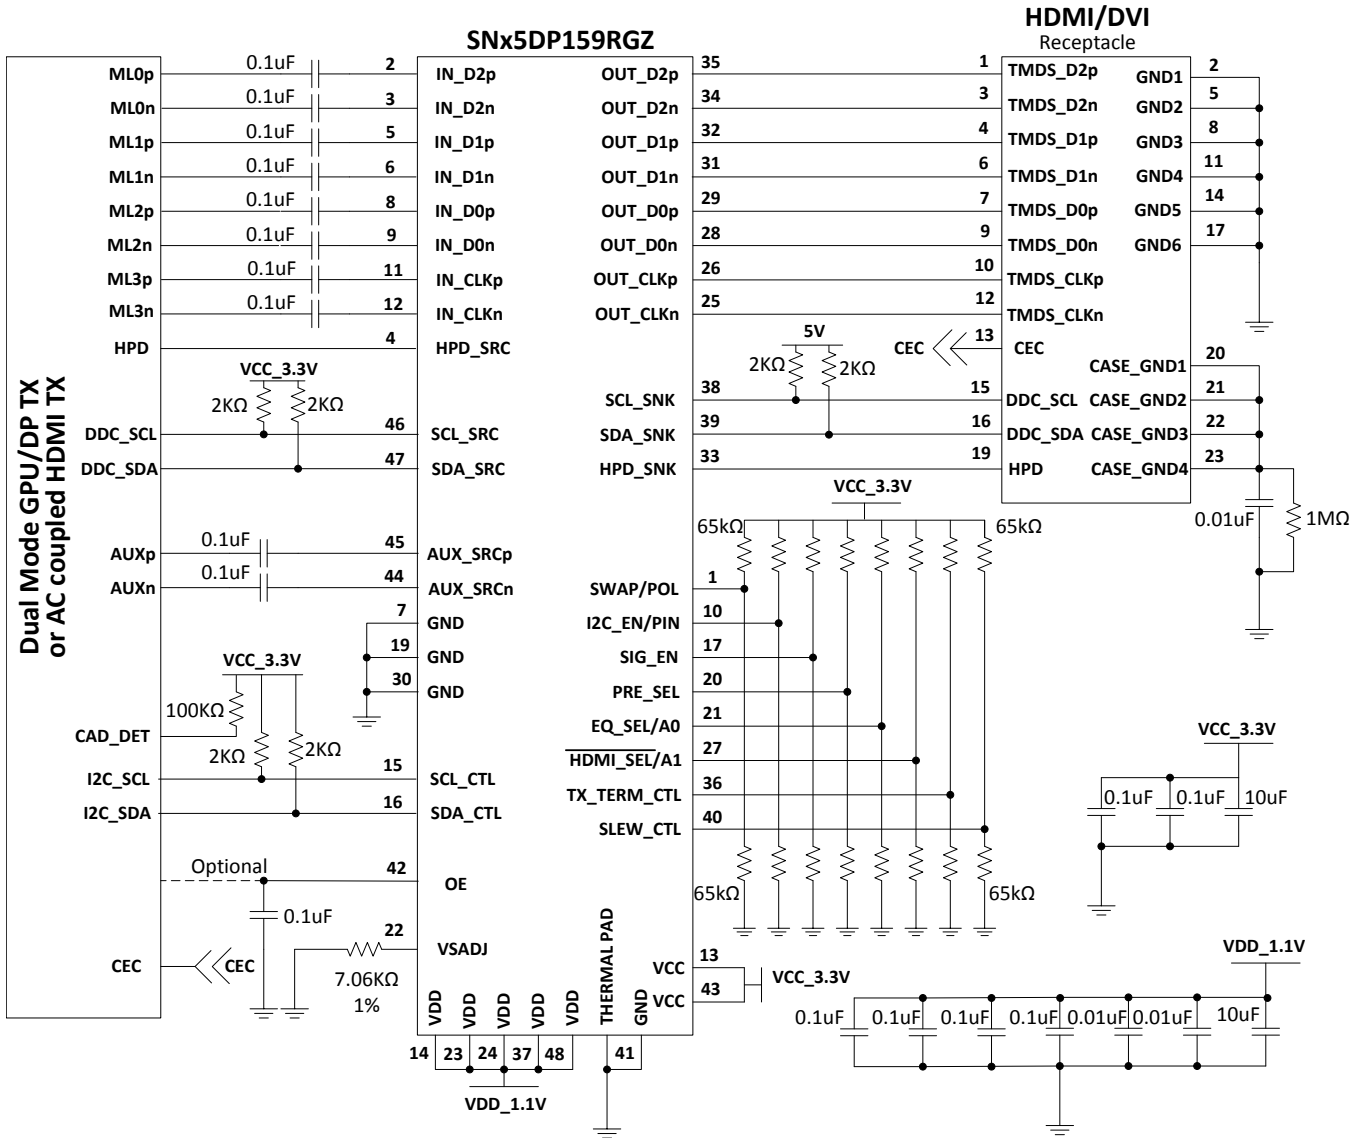 HDMI/DVI
Receptacle
SNx5DP159RGZ
Dual Mode GPU/DP TX
or AC coupled HDMI TX
ML0p 0.1uF 2 IN_D2p OUT_D2p 35 1 TMDS_D2p GND1 2
ML0n 0.1uF 3 IN_D2n OUT_D2n 34 3 TMDS_D2n GND2 5
ML1p 0.1uF 5 IN_D1p OUT_D1p 32 4 TMDS_D1p GND3 8
ML1n 0.1uF 6 IN_D1n OUT_D1n 31 6 TMDS_D1n GND4 11
ML2p 0.1uF 8 IN_D0p OUT_D0p 29 7 TMDS_D0p GND5 14
ML2n 0.1uF 9 IN_D0n OUT_D0n 28 9 TMDS_D0n GND6 17
ML3p 0.1uF 11 IN_CLKp OUT_CLKp 26 10 TMDS_CLKp
ML3n 0.1uF 12 IN_CLKn OUT_CLKn 25 12 TMDS_CLKn
HPD 4 HPD_SRC 5V CEC 13 CEC
VCC_3.3V 2KΩ 2KΩ CASE_GND1 20
2KΩ 2KΩ SCL_SNK 38 15 DDC_SCL CASE_GND2 21
DDC_SCL 46 SCL_SRC SDA_SNK 39 16 DDC_SDA CASE_GND3 22
DDC_SDA 47 SDA_SRC HPD_SNK 33 19 HPD CASE_GND4 23
VCC_3.3V
0.01uF 1MΩ
65kΩ 65kΩ
AUXp 0.1uF 45 AUX_SRCp
AUXn 0.1uF 44 AUX_SRCn SWAP/POL 1
7 GND I2C_EN/PIN 10
19 GND SIG_EN 17
VCC_3.3V
30 GND PRE_SEL 20
100KΩ
EQ_SEL/A0 21
CAD_DET
2KΩ 2KΩ
HDMI_SEL/A1 27
VCC_3.3V
I2C_SCL 15 SCL_CTL TX_TERM_CTL 36
0.1uF 0.1uF 10uF
I2C_SDA 16 SDA_CTL SLEW_CTL 40
Optional 42 OE
65kΩ 65kΩ
0.1uF
22 VSADJ
7.06KΩ
1%
CEC CEC
VCC 13
VCC_3.3V
VCC 43
VDD_1.1V
VDD VDD VDD VDD VDD THERMAL PAD GND
0.1uF 0.1uF 0.1uF 0.1uF 0.01uF 0.01uF 10uF
14 23 24 37 48 41
VDD_1.1V